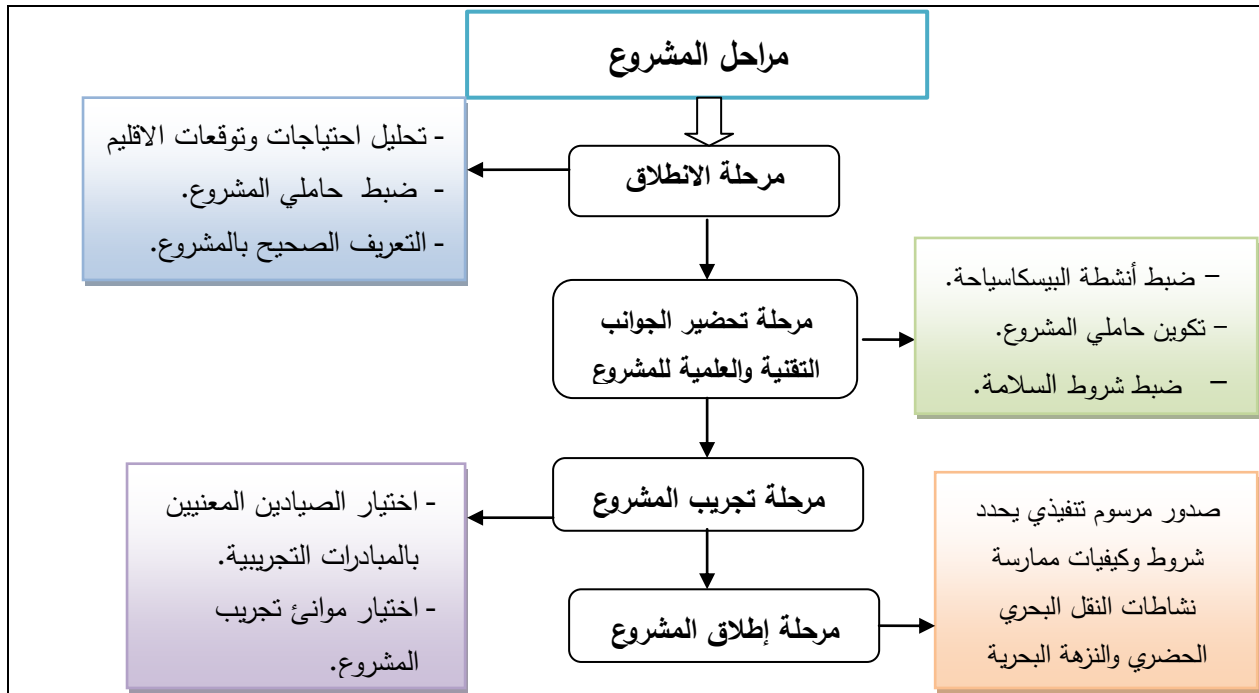 مراحل المشروع
مرحلة الانطلاق
- تحليل احتياجات وتوقعات الاقليم
- ضبط حاملي المشروع.
- التعريف الصحيح بالمشروع.
مرحلة تحضير الجوانب
التقنية والعلمية للمشروع
– ضبط أنشطة البيسكاسياحة.
– تكوين حاملي المشروع.
– ضبط شروط السلامة.
مرحلة تجريب المشروع
- اختيار الصيادين المعنيين
بالمبادرات التجريبية.
- اختيار موانئ تجريب
المشروع.
مرحلة إطلاق المشروع
صدور مرسوم تنفيذي يحدد
شروط وكيفيات ممارسة
نشاطات النقل البحري
الحضري والنزهة البحرية